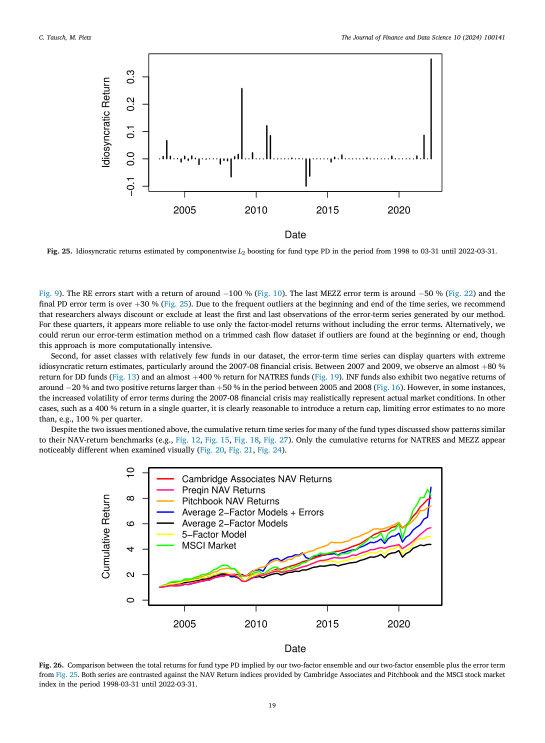 C. Tausch, M. Pietz
The Journal of Finance and Data Science 10 (2024) 100141
Idiosyncratic Return
0.3
0.2
0.1
0.0
−0.1
2005
2010
2015
2020
Date
Fig. 25. Idiosyncratic returns estimated by componentwise L2 boosting for fund type PD in the period from 1998 to 03-31 until 2022-03-31.
Fig. 9). The RE errors start with a return of around −100 % (Fig. 10). The last MEZZ error term is around −50 % (Fig. 22) and the
final PD error term is over +30 % (Fig. 25). Due to the frequent outliers at the beginning and end of the time series, we recommend
that researchers always discount or exclude at least the first and last observations of the error-term series generated by our method.
For these quarters, it appears more reliable to use only the factor-model returns without including the error terms. Alternatively, we
could rerun our error-term estimation method on a trimmed cash flow dataset if outliers are found at the beginning or end, though
this approach is more computationally intensive.
Second, for asset classes with relatively few funds in our dataset, the error-term time series can display quarters with extreme
idiosyncratic return estimates, particularly around the 2007-08 financial crisis. Between 2007 and 2009, we observe an almost +80 %
return for DD funds (Fig. 13) and an almost +400 % return for NATRES funds (Fig. 19). INF funds also exhibit two negative returns of
around −20 % and two positive returns larger than +50 % in the period between 2005 and 2008 (Fig. 16). However, in some instances,
the increased volatility of error terms during the 2007-08 financial crisis may realistically represent actual market conditions. In other
cases, such as a 400 % return in a single quarter, it is clearly reasonable to introduce a return cap, limiting error estimates to no more
than, e.g., 100 % per quarter.
Despite the two issues mentioned above, the cumulative return time series for many of the fund types discussed show patterns similar
to their NAV-return benchmarks (e.g., Fig. 12, Fig. 15, Fig. 18, Fig. 27). Only the cumulative returns for NATRES and MEZZ appear
noticeably different when examined visually (Fig. 20, Fig. 21, Fig. 24).
Cumulative Return
10
8
6
4
2
0
Cambridge Associates NAV Returns
Preqin NAV Returns
Pitchbook NAV Returns
Average 2−Factor Models + Errors
Average 2−Factor Models
5−Factor Model
MSCI Market
2005
2010
2015
2020
Date
Fig. 26. Comparison between the total returns for fund type PD implied by our two-factor ensemble and our two-factor ensemble plus the error term
from Fig. 25. Both series are contrasted against the NAV Return indices provided by Cambridge Associates and Pitchbook and the MSCI stock market
index in the period 1998-03-31 until 2022-03-31.
19